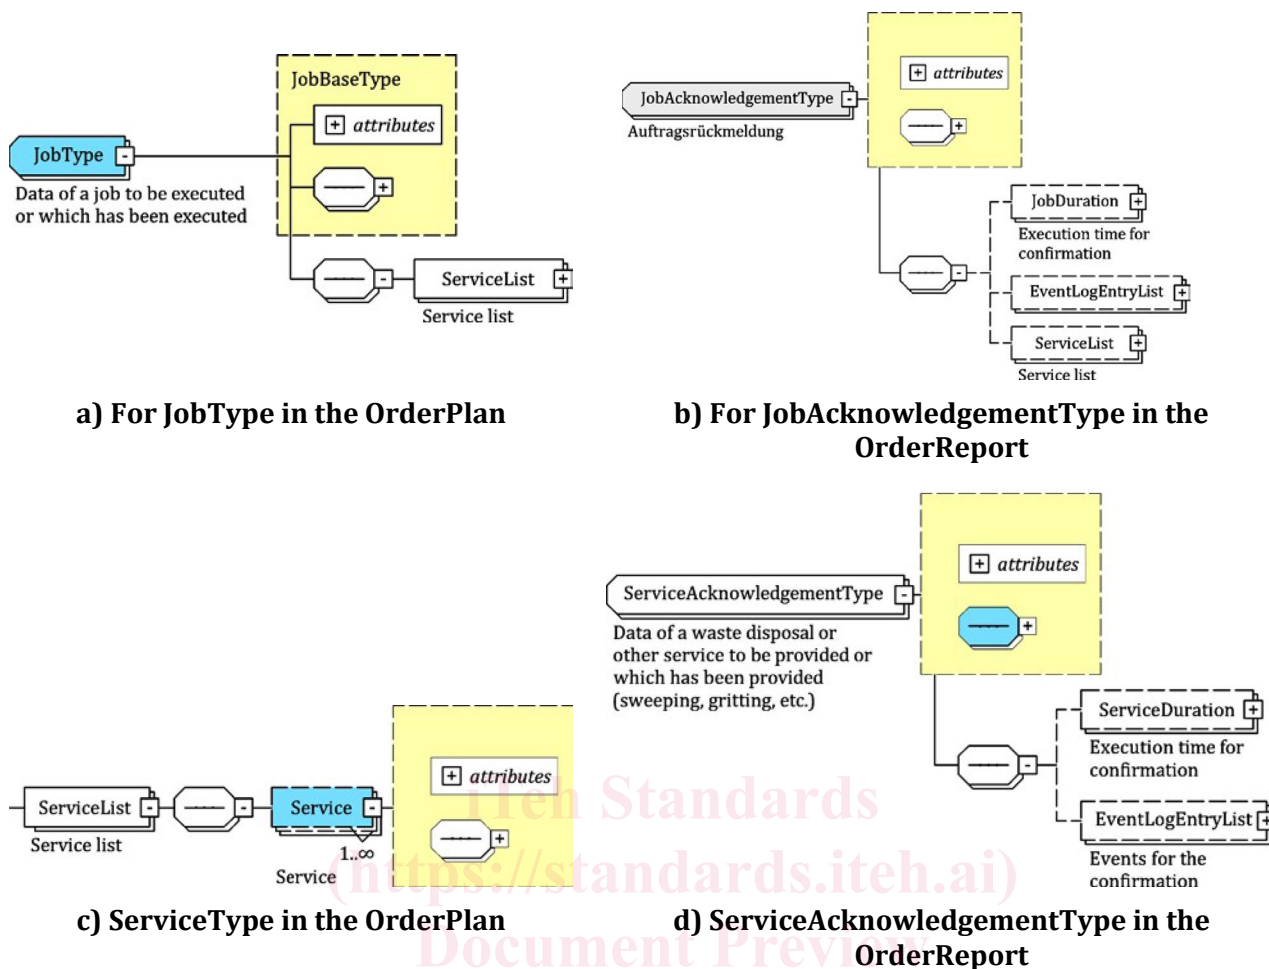 JobBaseType
+ attributes
JobType -
Data of a job to be executed
or which has been executed
+
-
ServiceList +
Service list
a) For JobType in the OrderPlan
+ attributes
JobAcknowledgementType -
Auftragsrückmeldung
+
JobDuration +
Execution time for
confirmation
-
EventLogEntryList +
ServiceList +
Service list
b) For JobAcknowledgementType in the
OrderReport
+ attributes
ServiceList -
Service list
-
Service -
1..∞
Service
+
c) ServiceType in the OrderPlan
+ attributes
ServiceAcknowledgementType -
Data of a waste disposal or
other service to be provided or
which has been provided
(sweeping, gritting, etc.)
+
ServiceDuration +
Execution time for
confirmation
-
EventLogEntryList +
Events for the
confirmation
d) ServiceAcknowledgementType in the
OrderReport
iTeh Standards
(https://standards.iteh.ai)
Document Preview